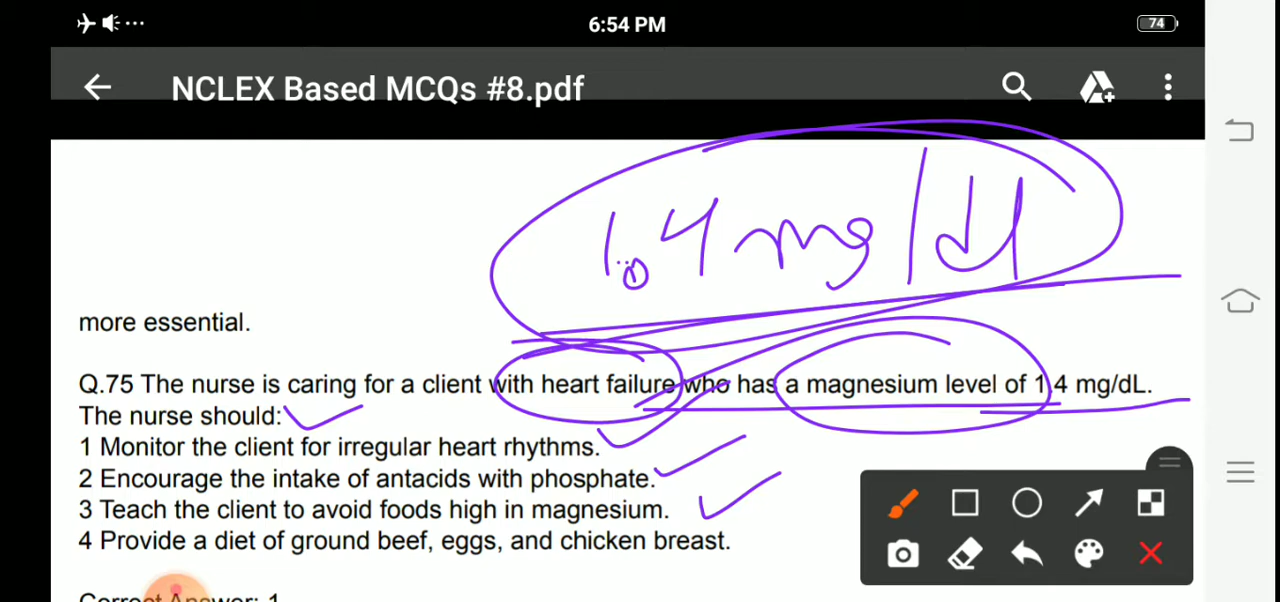 6:54 PM
74
NCLEX Based MCQs #8.pdf
1.4 mg/dl
more essential.
Q.75 The nurse is caring for a client with heart failure who has a magnesium level of 1.4 mg/dL.
The nurse should:
1 Monitor the client for irregular heart rhythms.
2 Encourage the intake of antacids with phosphate.
3 Teach the client to avoid foods high in magnesium.
4 Provide a diet of ground beef, eggs, and chicken breast.
Correct Answer: 1